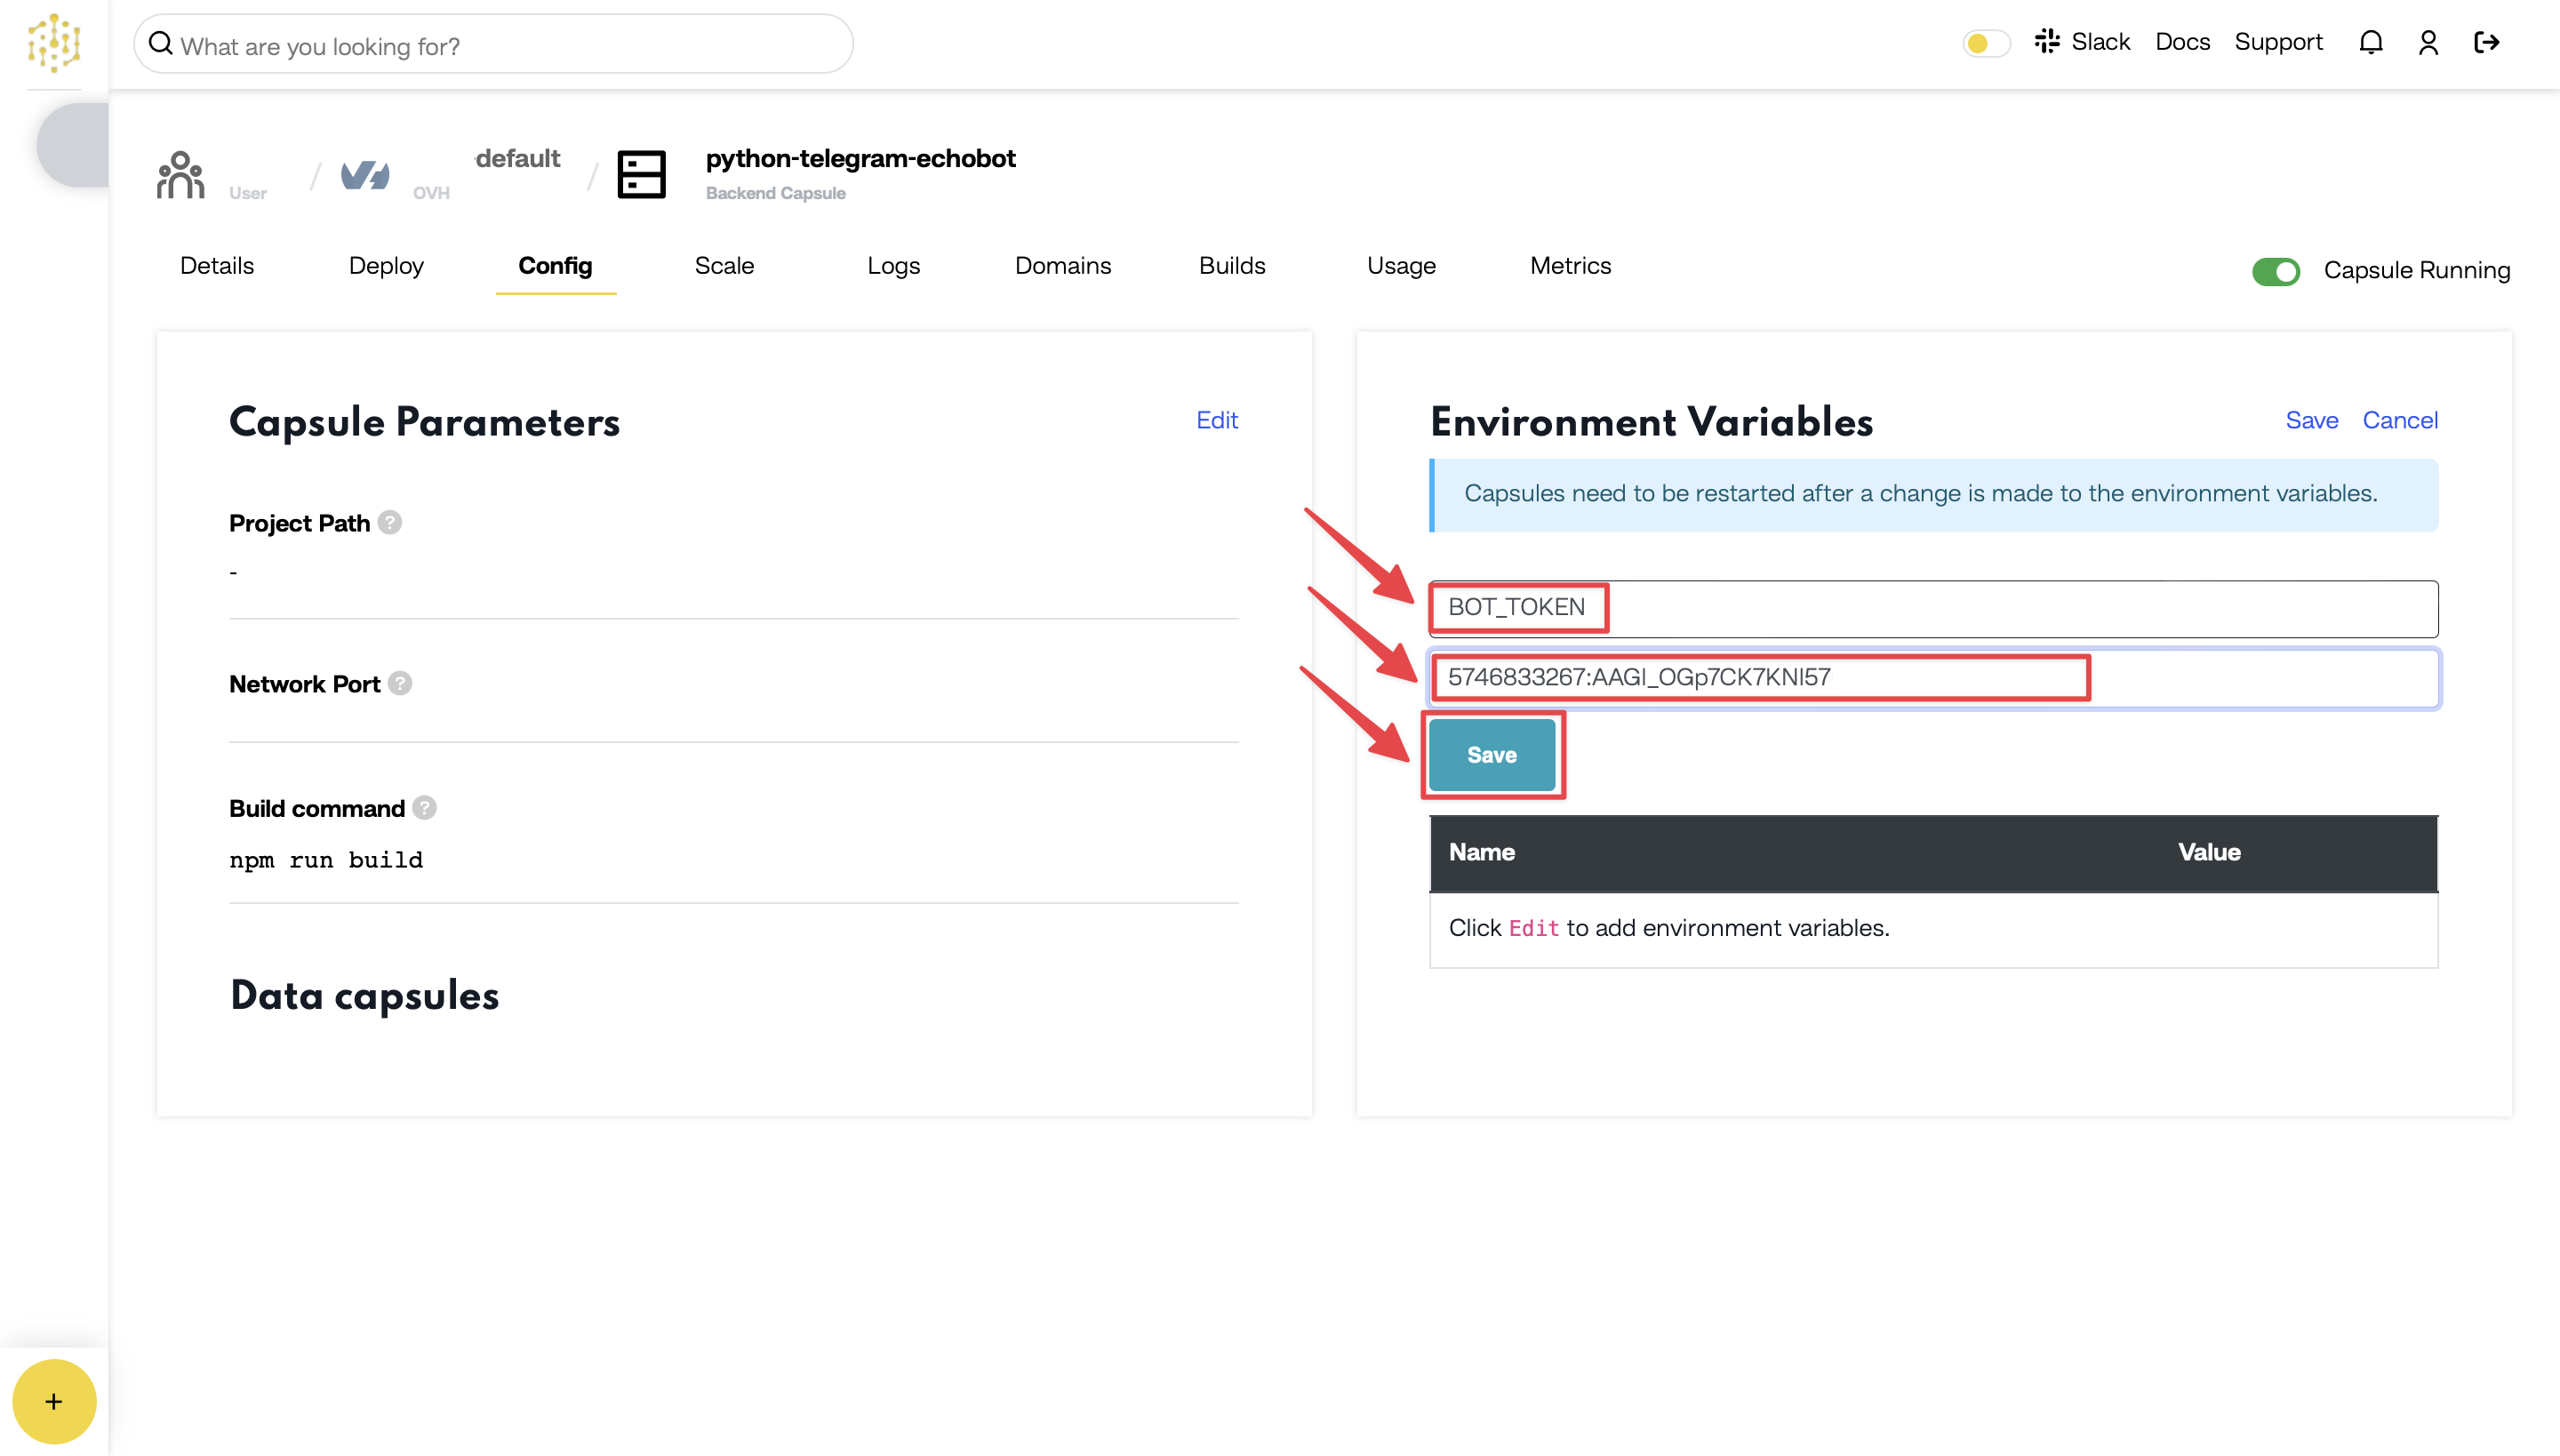 What are you looking for?
Slack Docs Support
User / OVH default / python-telegram-echobot
Backend Capsule
Details Deploy Config Scale Logs Domains Builds Usage Metrics
Capsule Running
Capsule Parameters Edit
Project Path ?
-
Network Port ?
Build command ?
npm run build
Data capsules
Environment Variables Save Cancel
Capsules need to be restarted after a change is made to the environment variables.
BOT_TOKEN
5746833267:AAGI_OGp7CK7KNI57
Save
Name Value
Click Edit to add environment variables.
+